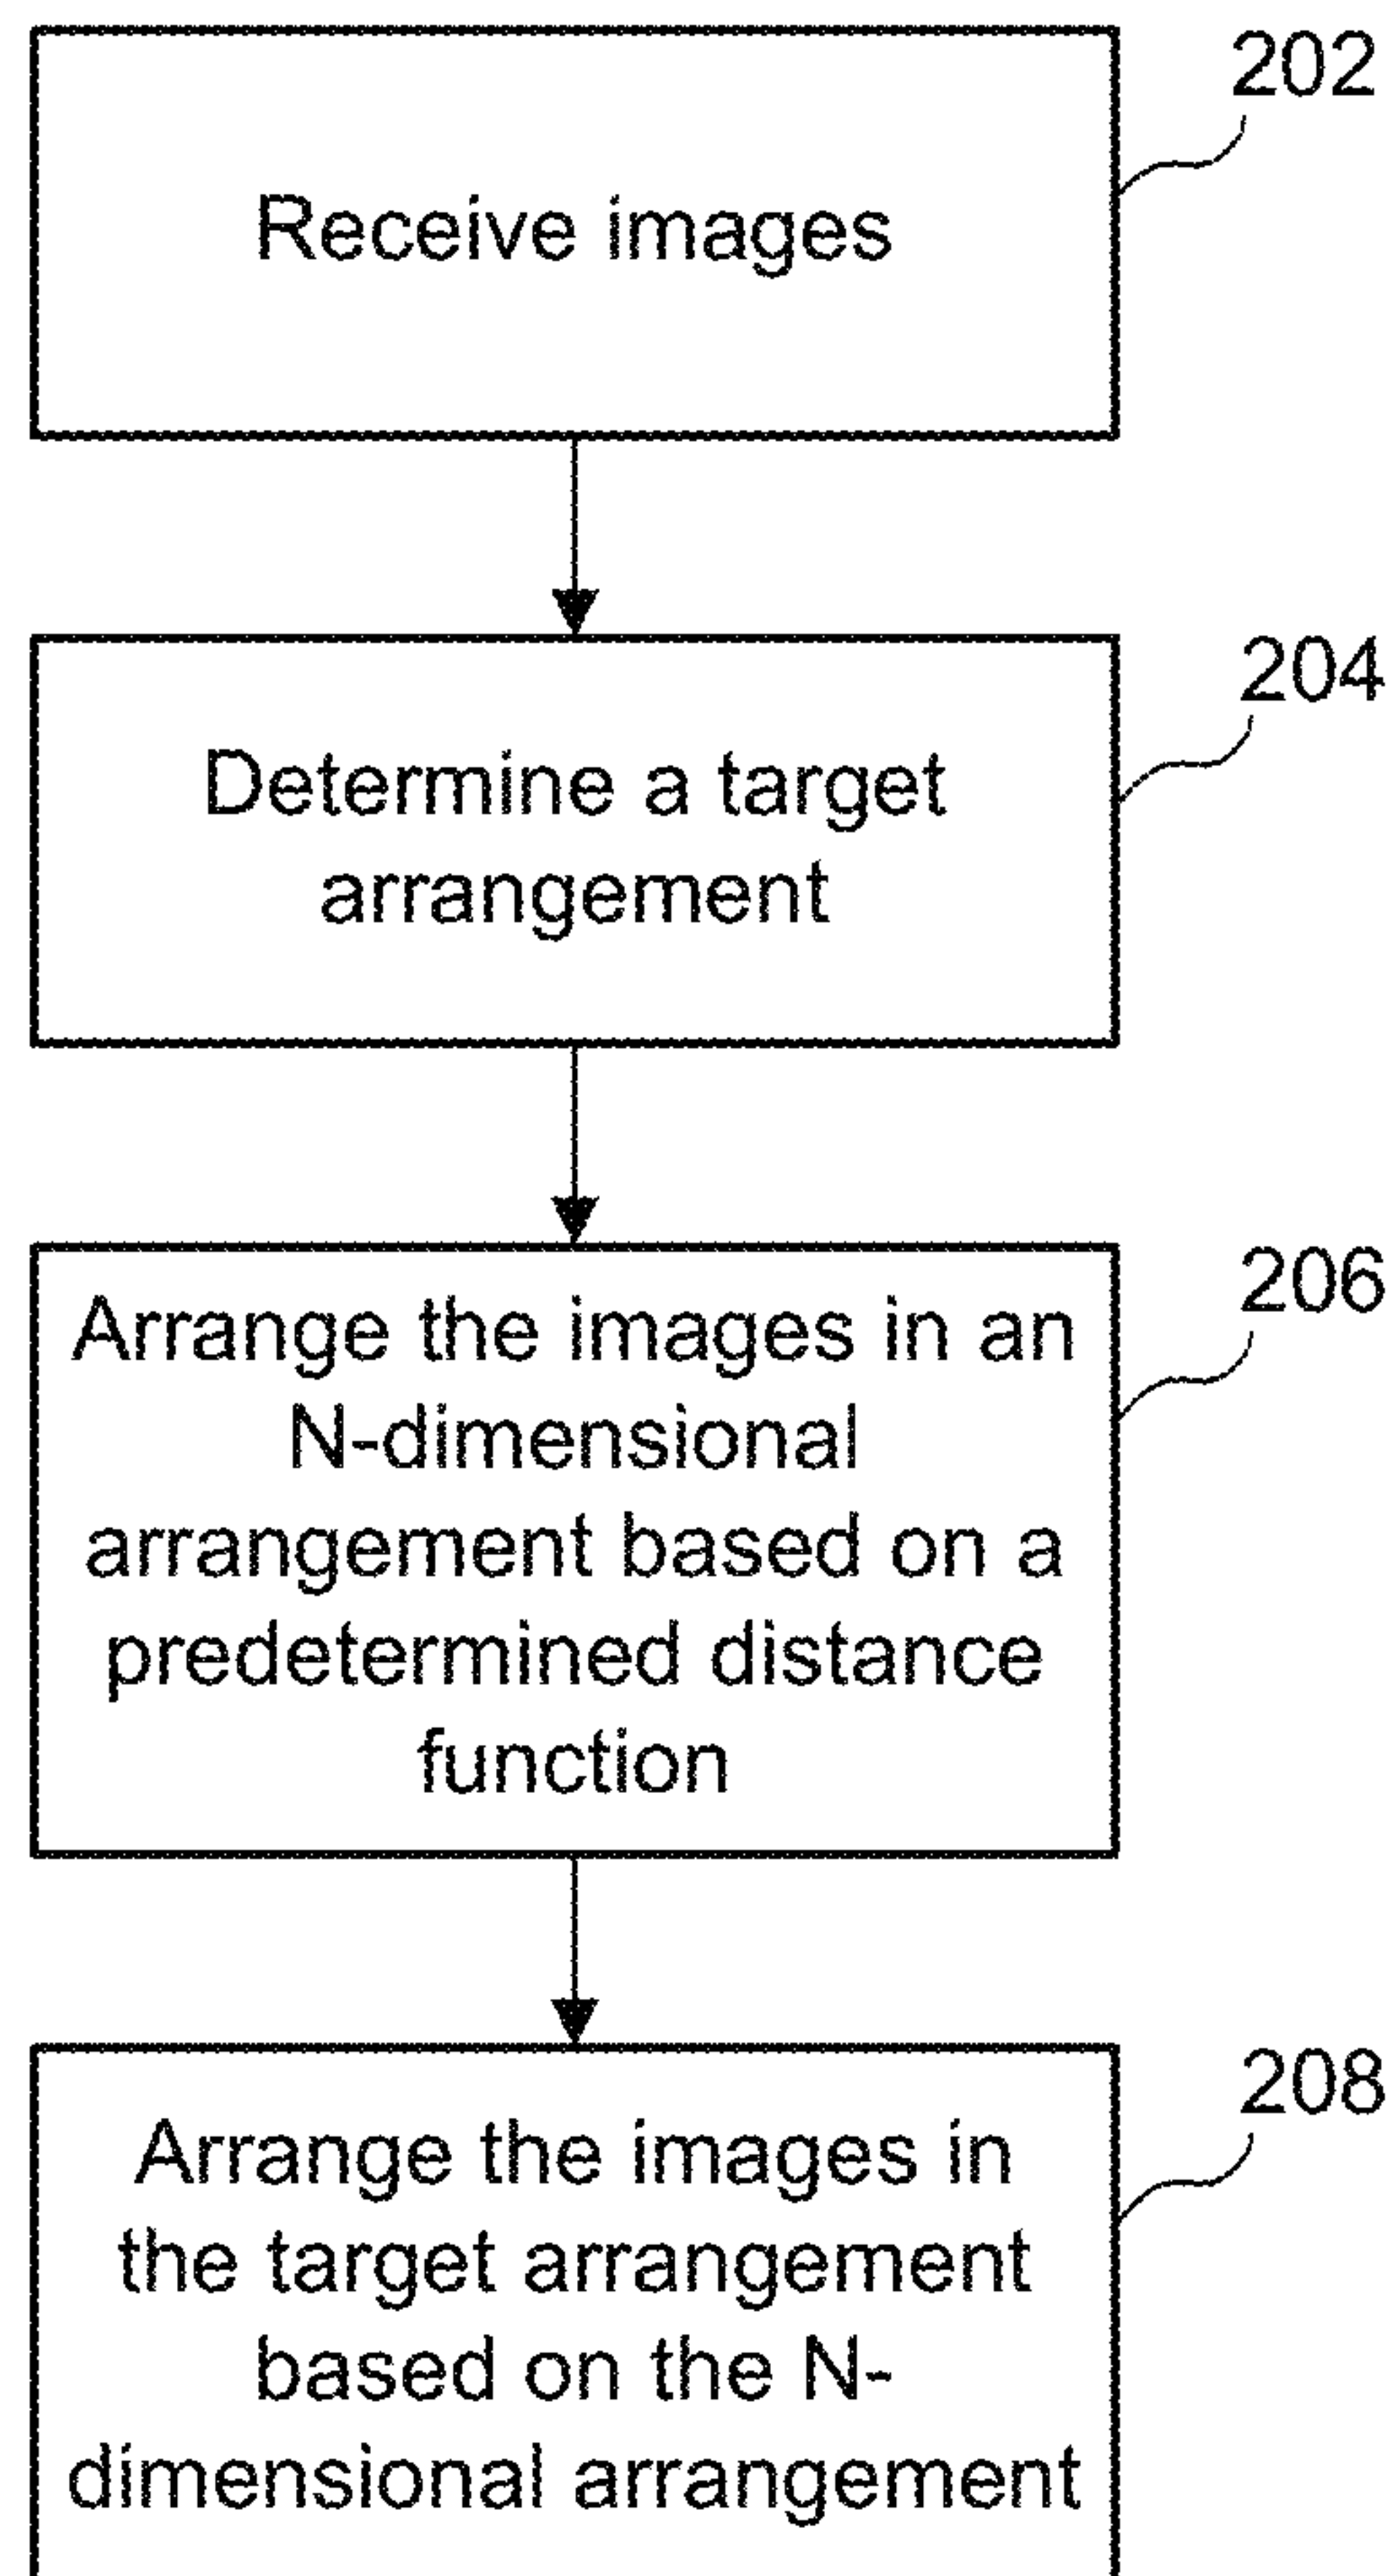 202
Receive images
204
Determine a target
arrangement
206
Arrange the images in an
N-dimensional
arrangement based on a
predetermined distance
function
208
Arrange the images in
the target arrangement
based on the N-
dimensional arrangement